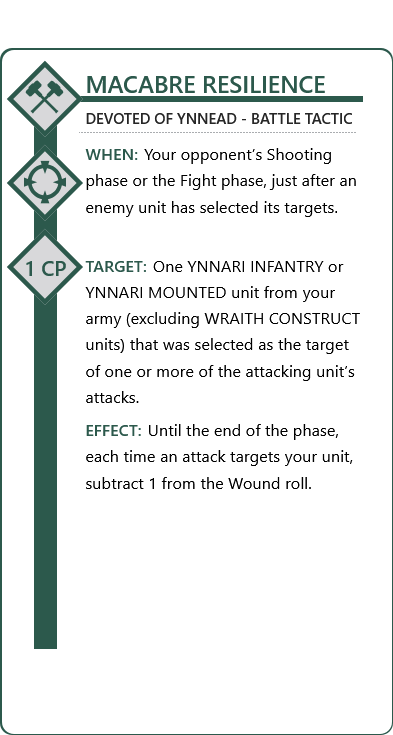 MACABRE RESILIENCE
DEVOTED OF YNNEAD - BATTLE TACTIC
WHEN: Your opponent's Shooting
phase or the Fight phase, just after an
enemy unit has selected its targets.
1 CP
TARGET: One YNNARI INFANTRY or
YNNARI MOUNTED unit from your
army (excluding WRAITH CONSTRUCT
units) that was selected as the target
of one or more of the attacking unit's
attacks.
EFFECT: Until the end of the phase,
each time an attack targets your unit,
subtract 1 from the Wound roll.